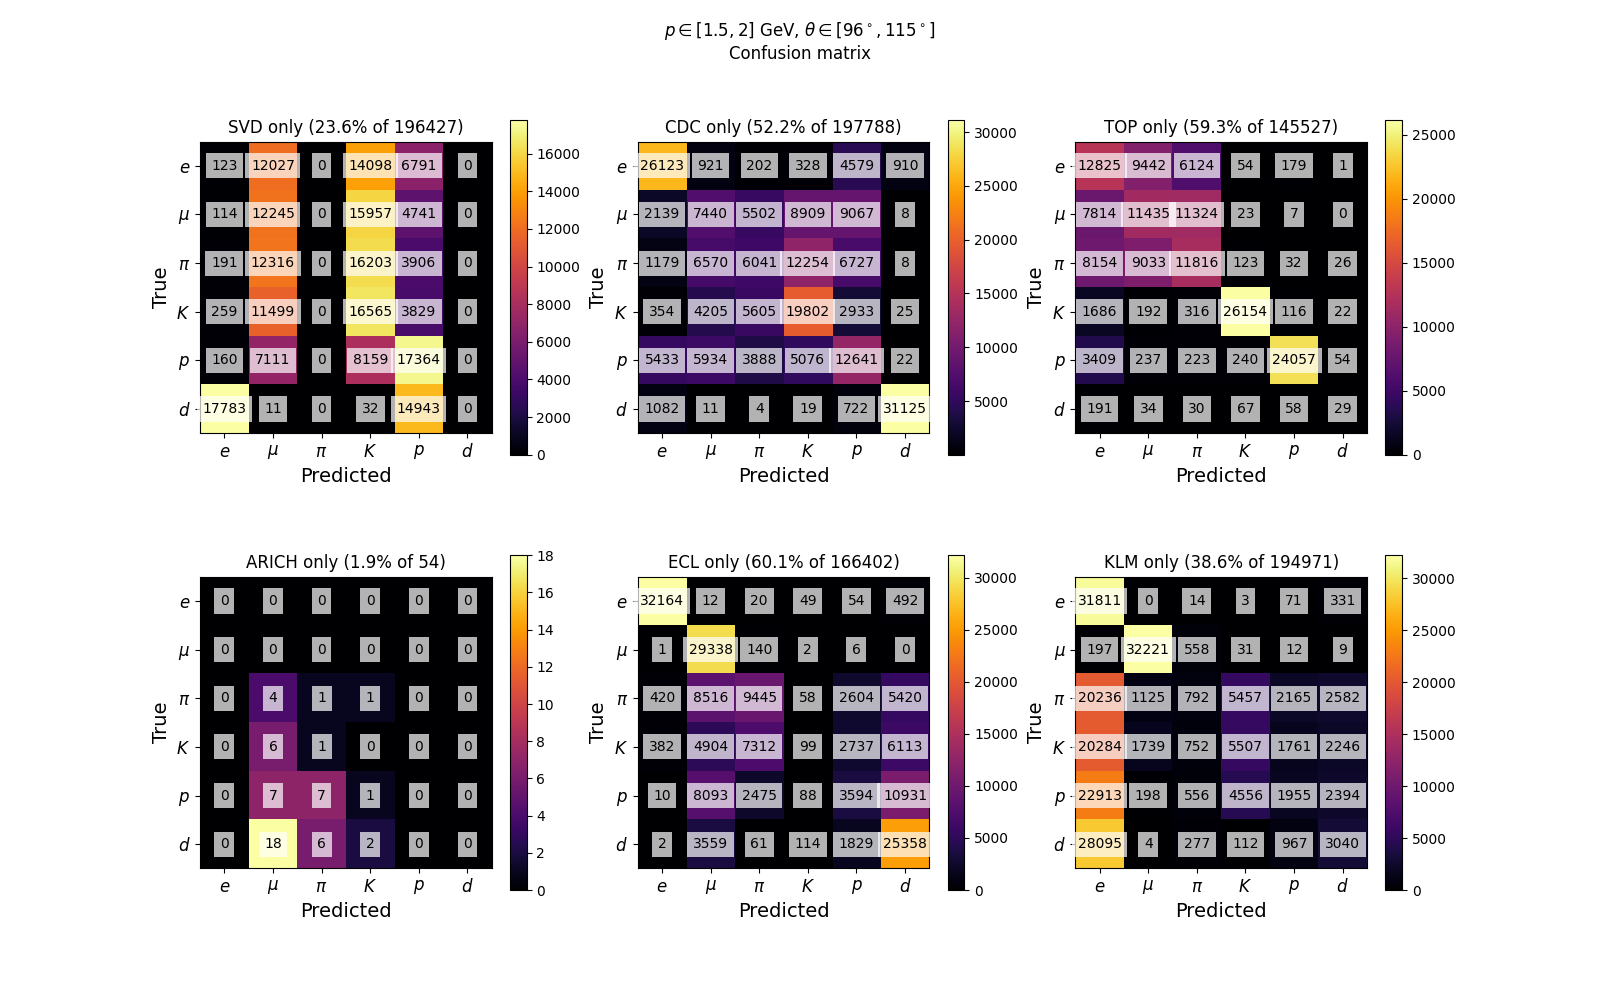 p ∈ [1.5, 2] GeV, θ ∈ [96°, 115°]
Confusion matrix
SVD only (23.6% of 196427)
True
e 123 12027 0 14098 6791 0
μ 114 12245 0 15957 4741 0
π 191 12316 0 16203 3906 0
K 259 11499 0 16565 3829 0
p 160 7111 0 8159 17364 0
d 17783 11 0 32 14943 0
e μ π K p d
Predicted
16000
14000
12000
10000
8000
6000
4000
2000
0
CDC only (52.2% of 197788)
True
e 26123 921 202 328 4579 910
μ 2139 7440 5502 8909 9067 8
π 1179 6570 6041 12254 6727 8
K 354 4205 5605 19802 2933 25
p 5433 5934 3888 5076 12641 22
d 1082 11 4 19 722 31125
e μ π K p d
Predicted
30000
25000
20000
15000
10000
5000
TOP only (59.3% of 145527)
True
e 12825 9442 6124 54 179 1
μ 7814 11435 11324 23 7 0
π 8154 9033 11816 123 32 26
K 1686 192 316 26154 116 22
p 3409 237 223 240 24057 54
d 191 34 30 67 58 29
e μ π K p d
Predicted
25000
20000
15000
10000
5000
0
ARICH only (1.9% of 54)
True
e 0 0 0 0 0 0
μ 0 0 0 0 0 0
π 0 4 1 1 0 0
K 0 6 1 0 0 0
p 0 7 7 1 0 0
d 0 18 6 2 0 0
e μ π K p d
Predicted
18
16
14
12
10
8
6
4
2
0
ECL only (60.1% of 166402)
True
e 32164 12 20 49 54 492
μ 1 29338 140 2 6 0
π 420 8516 9445 58 2604 5420
K 382 4904 7312 99 2737 6113
p 10 8093 2475 88 3594 10931
d 2 3559 61 114 1829 25358
e μ π K p d
Predicted
30000
25000
20000
15000
10000
5000
0
KLM only (38.6% of 194971)
True
e 31811 0 14 3 71 331
μ 197 32221 558 31 12 9
π 20236 1125 792 5457 2165 2582
K 20284 1739 752 5507 1761 2246
p 22913 198 556 4556 1955 2394
d 28095 4 277 112 967 3040
e μ π K p d
Predicted
30000
25000
20000
15000
10000
5000
0